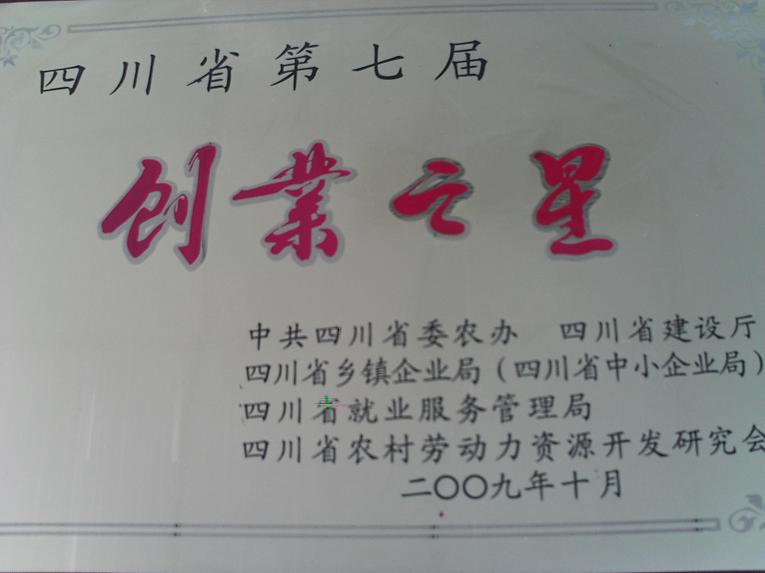 四川省第七届
创業之星
中共四川省委农办 四川省建设厅
四川省乡镇企业局(四川省中小企业局)
四川省就业服务管理局
四川省农村劳动力资源开发研究会
二〇〇九年十月